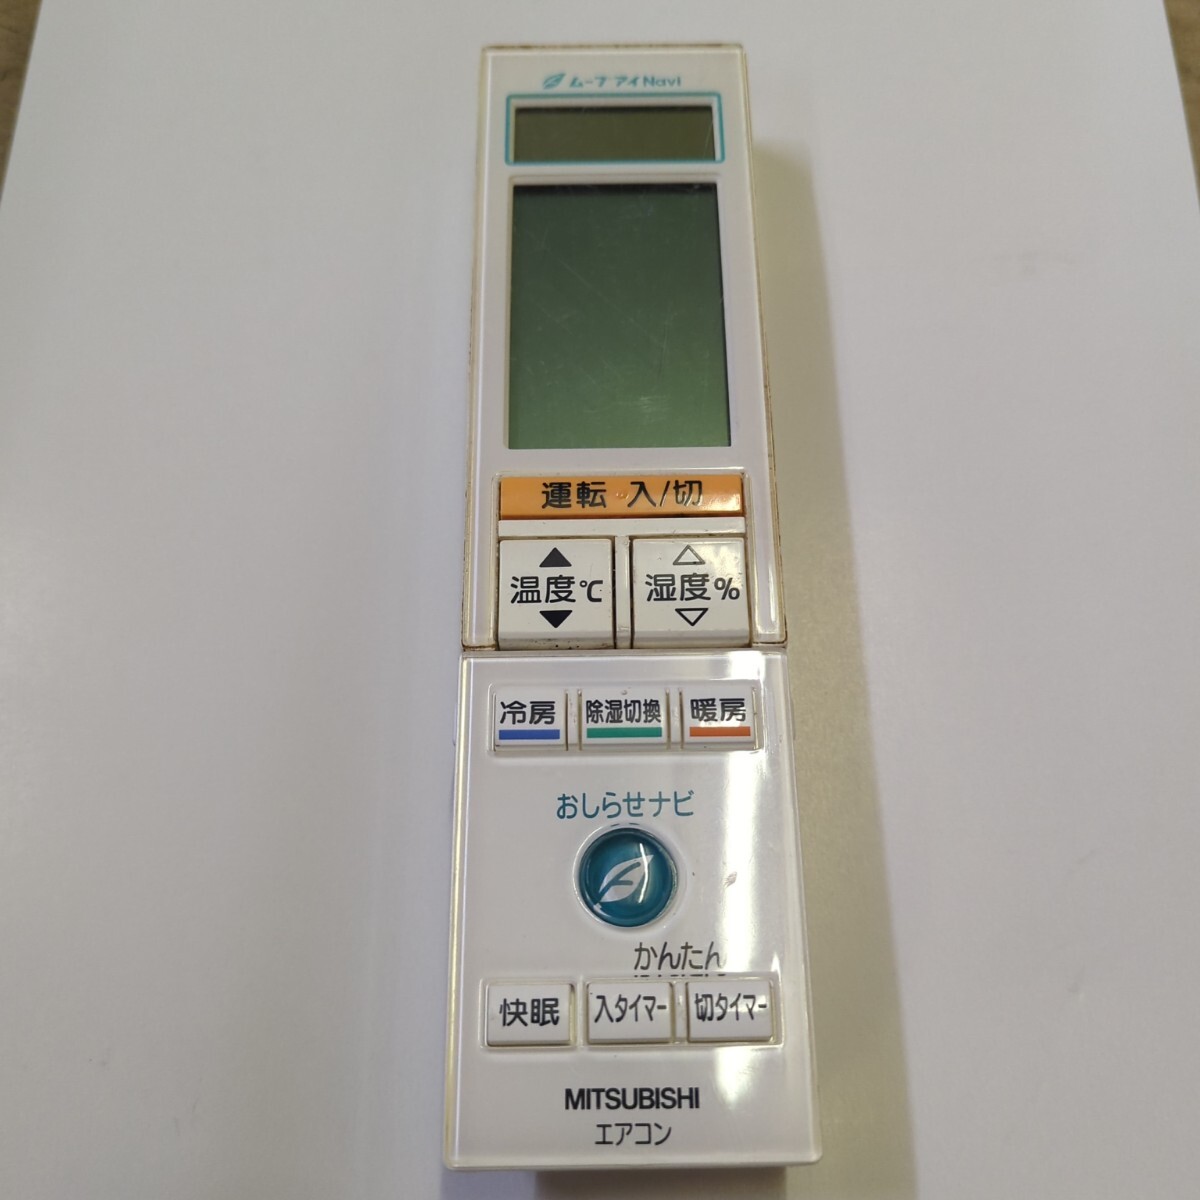 ムーブアイNavi
運転 入/切
▲ △
温度℃ 湿度%
▼ ▽
冷房 除湿切換 暖房
おしらせナビ
かんたん
快眠 入タイマー 切タイマー
MITSUBISHI
エアコン